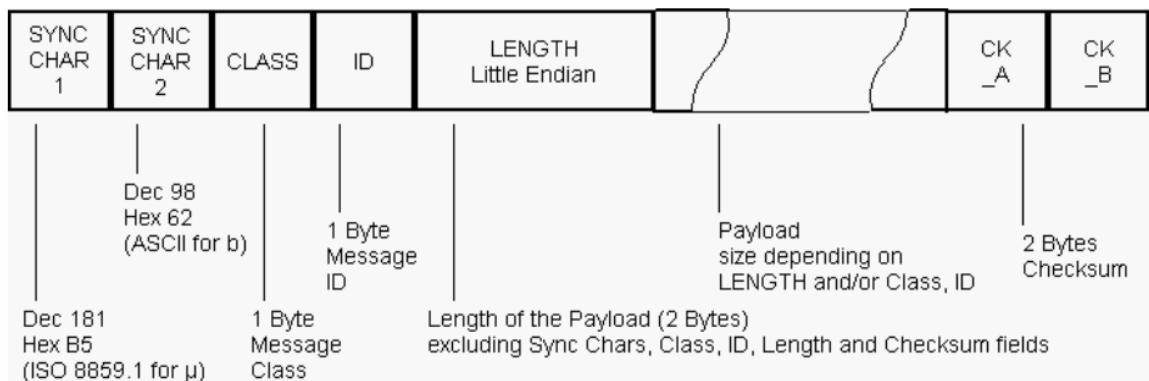 SYNC
CHAR
1
SYNC
CHAR
2
CLASS
ID
LENGTH
Little Endian
CK
_A
CK
_B
Dec 98
Hex 62
(ASCII for b)
1 Byte
Message
ID
Payload
size depending on
LENGTH and/or Class, ID
2 Bytes
Checksum
Dec 181
Hex B5
(ISO 8859.1 for µ)
1 Byte
Message
Class
Length of the Payload (2 Bytes)
excluding Sync Chars, Class, ID, Length and Checksum fields